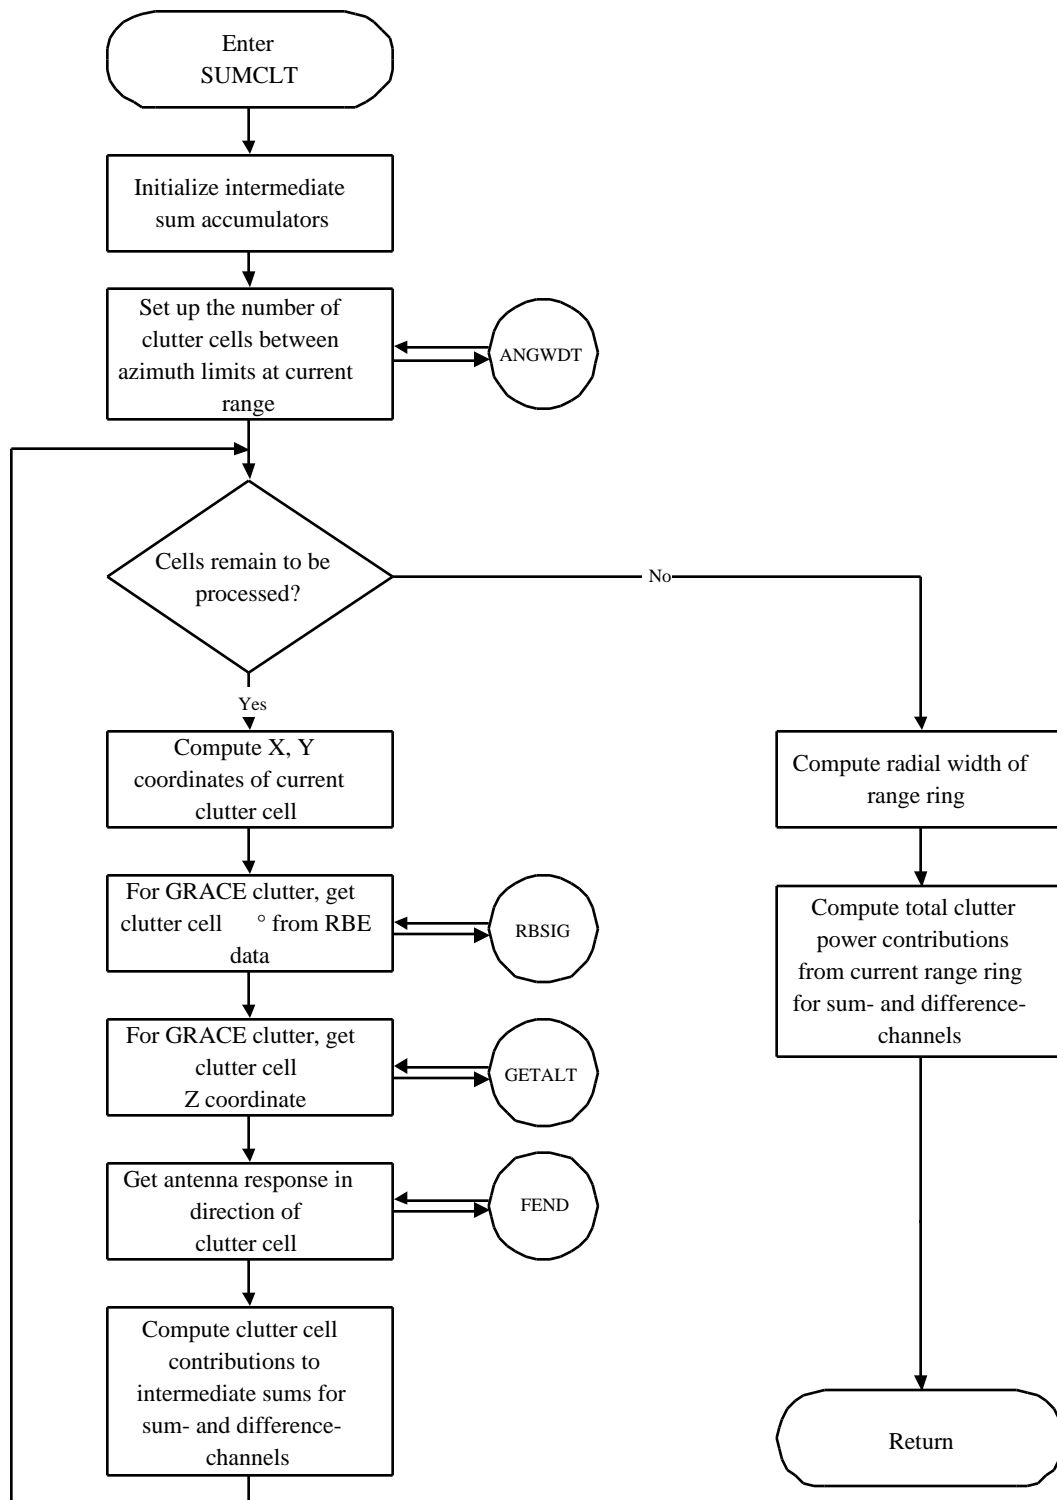 Enter
SUMCLT
Initialize intermediate
sum accumulators
Set up the number of
clutter cells between
azimuth limits at current
range
ANGWDT
Cells remain to be
processed?
No
Yes
Compute X, Y
coordinates of current
clutter cell
For GRACE clutter, get
clutter cell ° from RBE
data
RBSIG
For GRACE clutter, get
clutter cell
Z coordinate
GETALT
Get antenna response in
direction of
clutter cell
FEND
Compute clutter cell
contributions to
intermediate sums for
sum- and difference-
channels
Compute radial width of
range ring
Compute total clutter
power contributions
from current range ring
for sum- and difference-
channels
Return